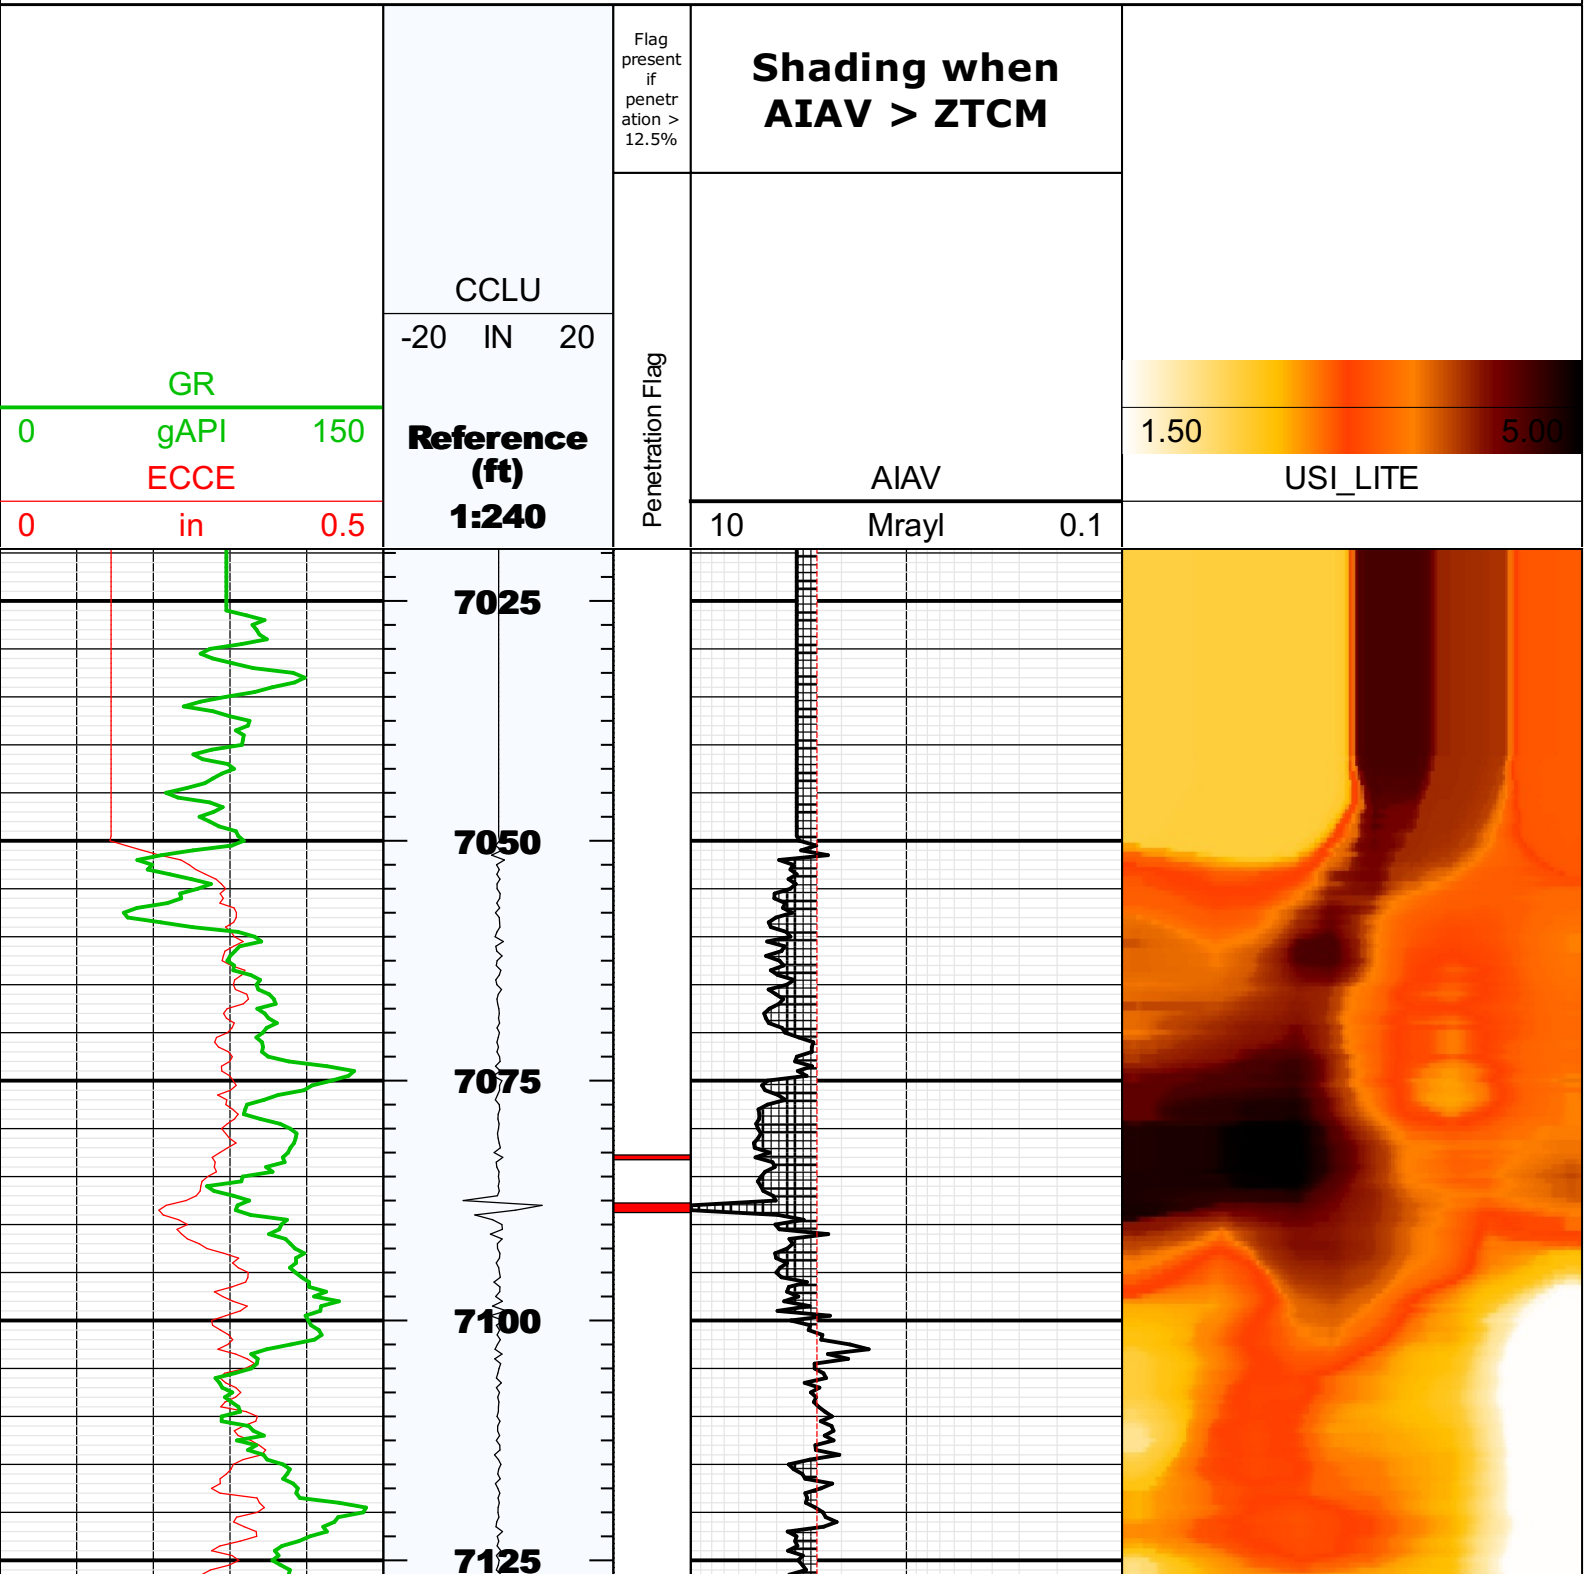 Flag
present
if
penetr
ation >
12.5%
Shading when
AIAV > ZTCM
CCLU
-20 IN 20
GR
0 gAPI 150
ECCE
0 in 0.5
Reference
(ft)
1:240
Penetration Flag
AIAV
10 Mrayl 0.1
1.50 5.00
USI_LITE
7025
7050
7075
7100
7125